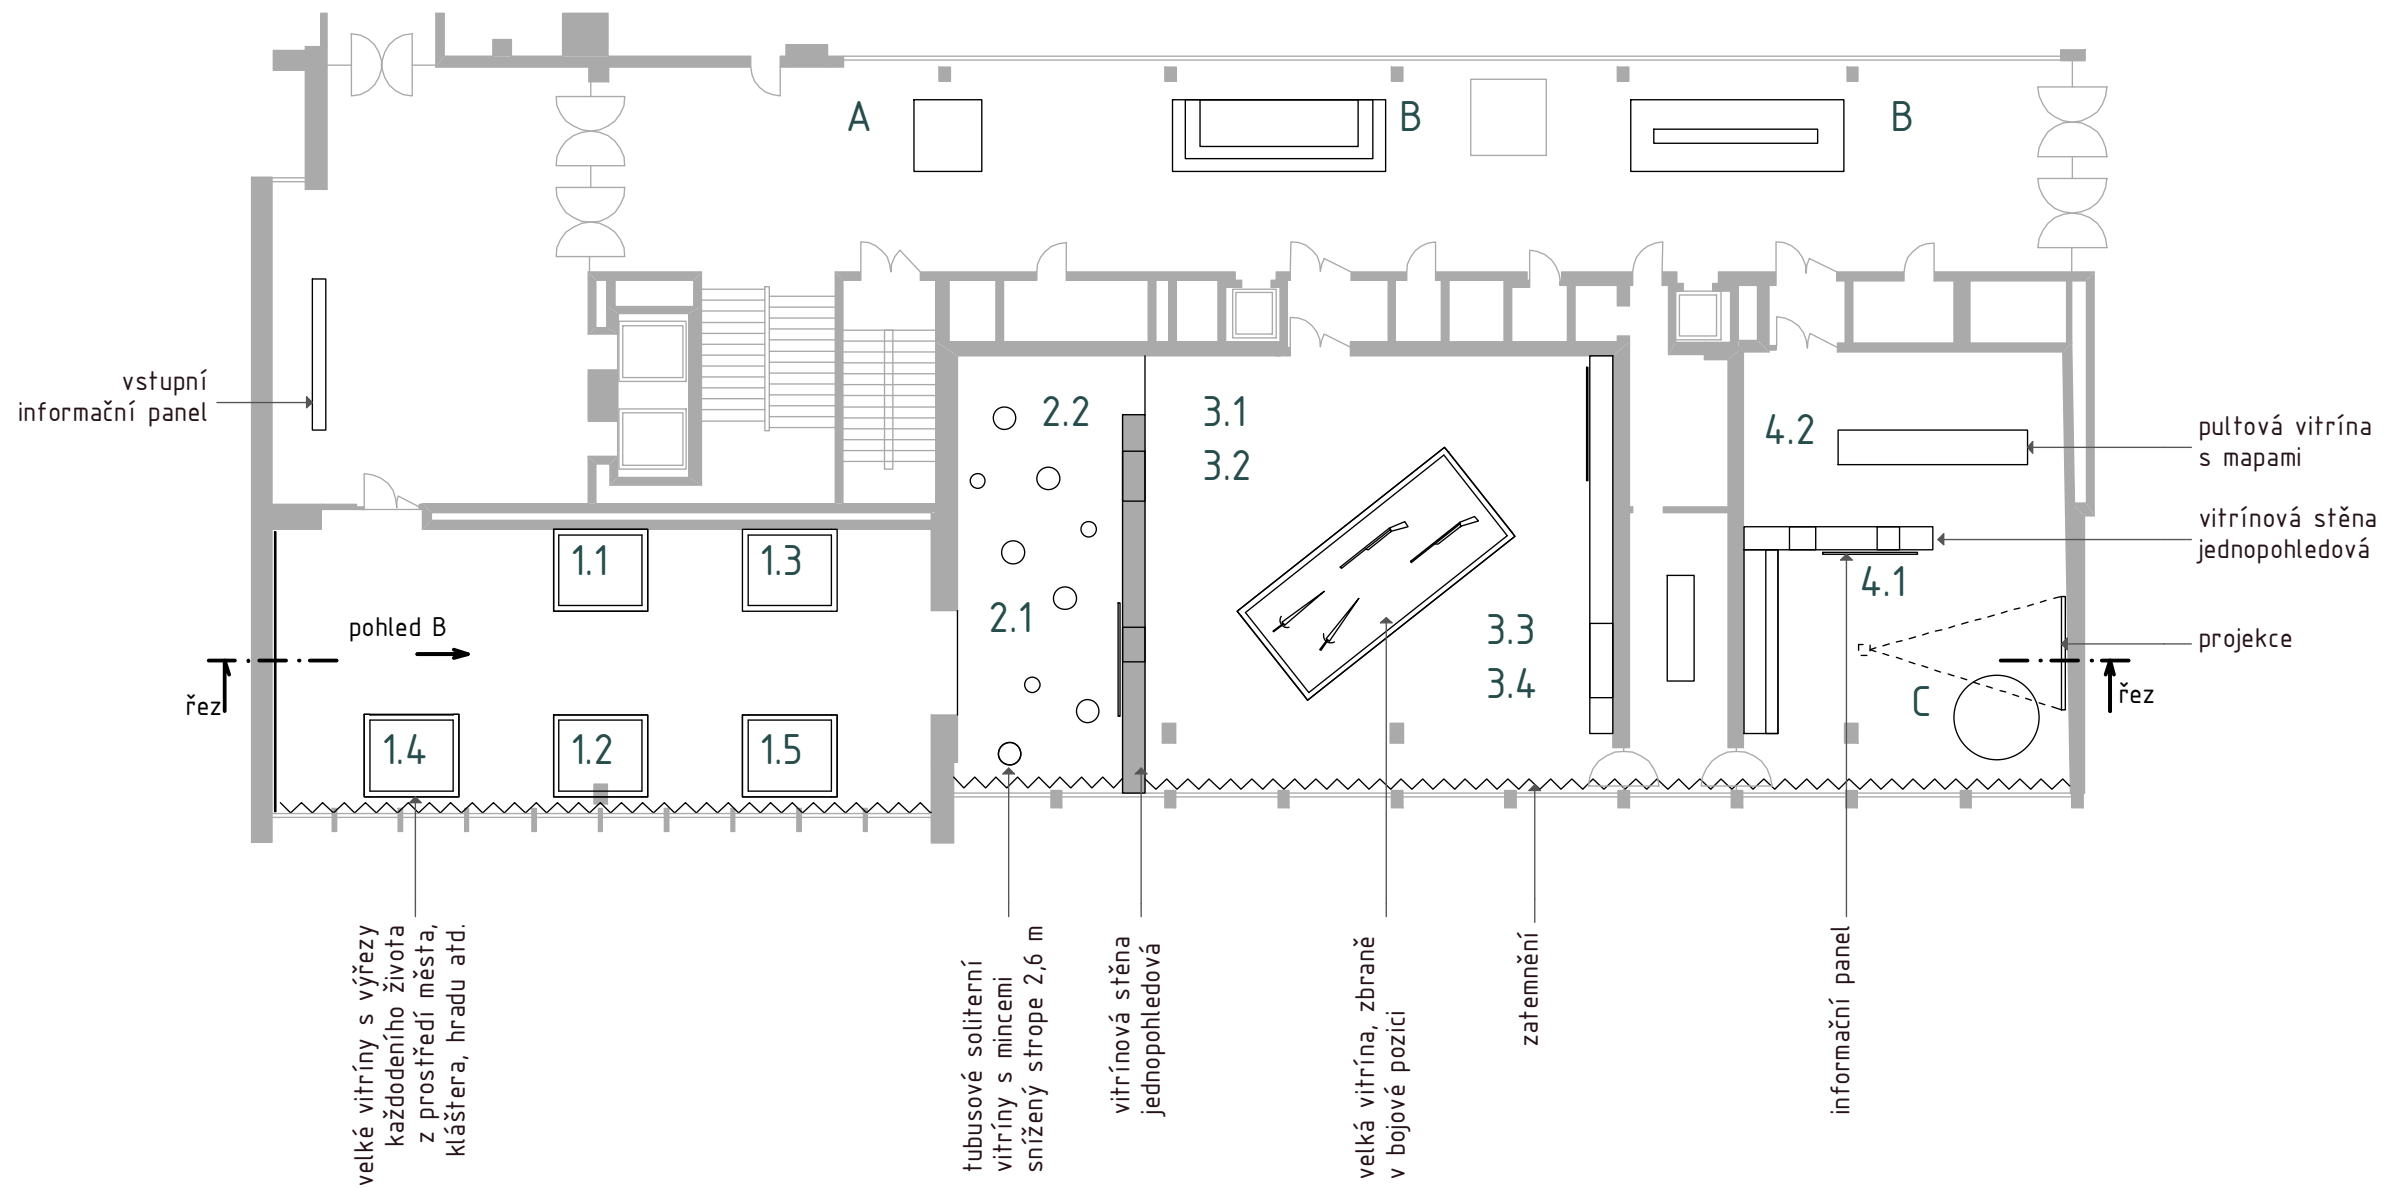 A
B
B
vstupní
informační panel
2.2
3.1
3.2
4.2
pultová vitrína
s mapami
vitrínová stěna
jednopohledová
1.1
1.3
4.1
2.1
pohled B
3.3
3.4
projekce
řez
C
řez
1.4
1.2
1.5
velké vitríny s výřezy
každodeního života
z prostředí města,
kláštera, hradu atd.
tubusové soliterní
vitríny s mincemi
snížený strope 2,6 m
vitrínová stěna
jednopohledová
velká vitrína, zbraně
v bojové pozici
zatemnění
informační panel